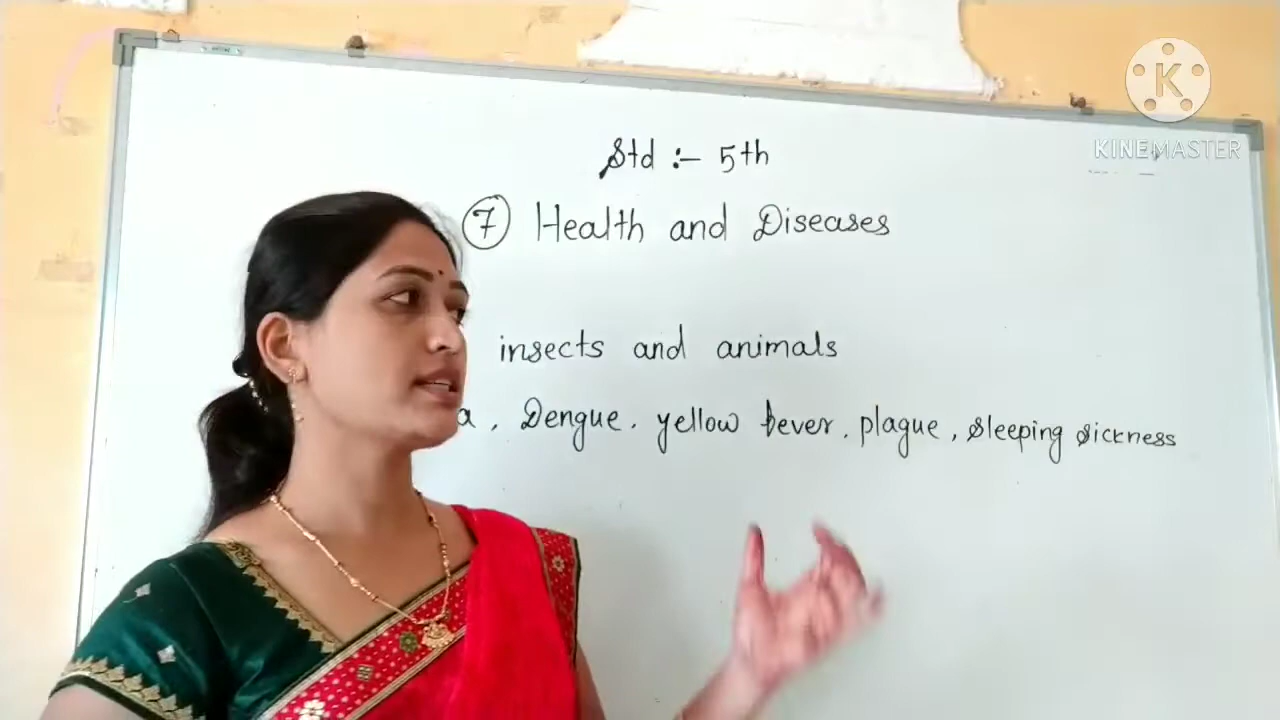 K
KINEMASTER
Std :- 5th
7 Health and Diseases
insects and animals
a, Dengue, yellow fever, plague, sleeping sickness